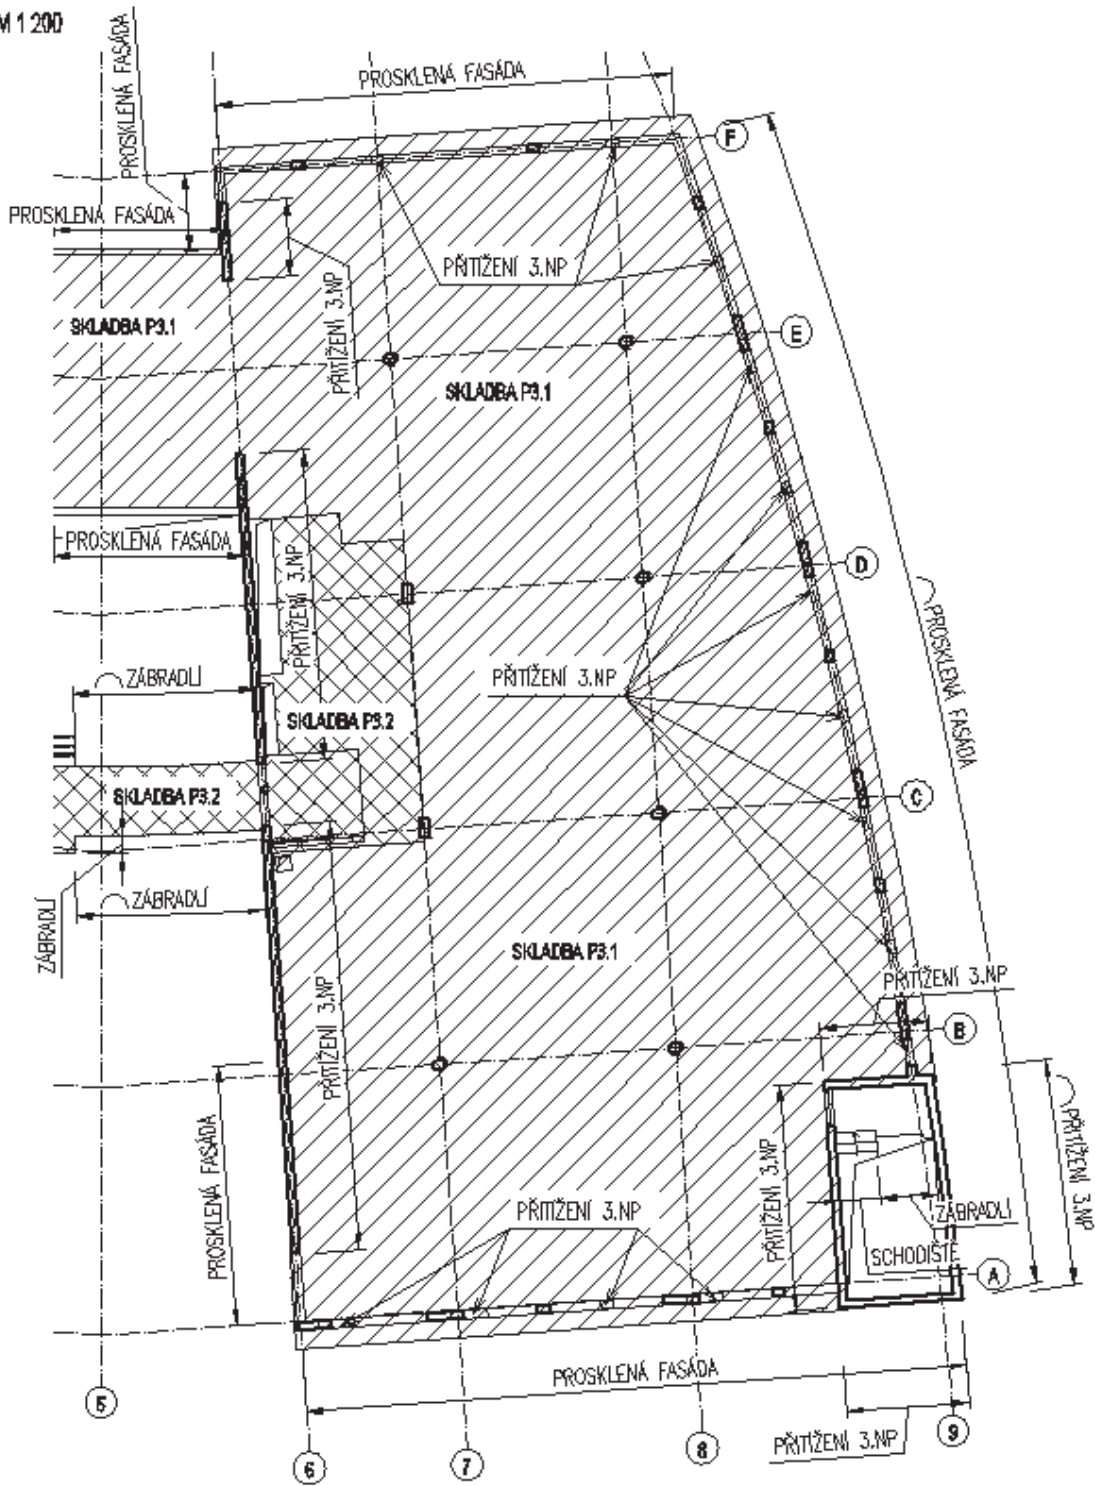 M 1 200
PROSKLENÁ FASÁDA
PROSKLENÁ FASÁDA
F
PROSKLENÁ FASÁDA
PŘITÍŽENÍ 3.NP
PŘITÍŽENÍ 3.NP
SKLADBA P3.1
E
SKLADBA P3.1
PROSKLENÁ FASÁDA
PŘITÍŽENÍ 3.NP
D
PROSKLENÁ FASÁDA
ZÁBRADLÍ
PŘITÍŽENÍ 3.NP
SKLADBA P3.2
SKLADBA P3.2
C
ZÁBRADLÍ
ZÁBRADLÍ
SKLADBA P3.1
PŘITÍŽENÍ 3.NP
PŘITÍŽENÍ 3.NP
B
PROSKLENÁ FASÁDA
PŘITÍŽENÍ 3.NP
PŘITÍŽENÍ 3.NP
PŘITÍŽENÍ 3.NP
ZÁBRADLÍ
SCHODIŠTĚ
A
PROSKLENÁ FASÁDA
5
6
7
8
9
PŘITÍŽENÍ 3.NP